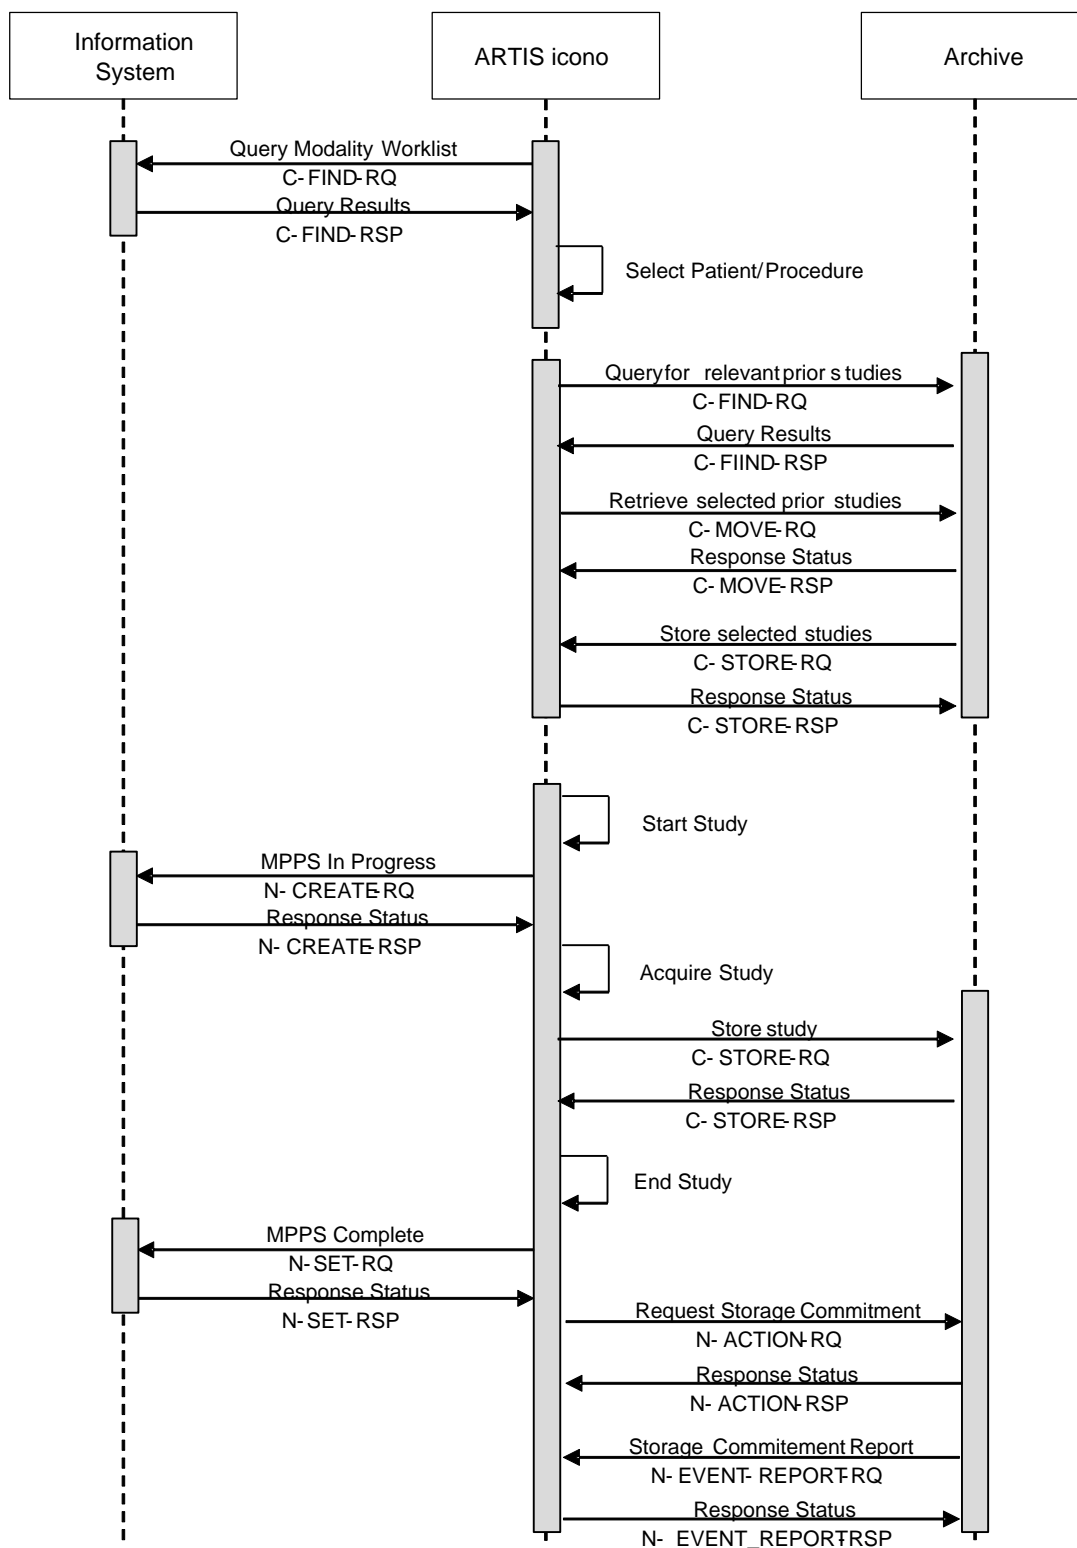 Information
System
ARTIS icono
Archive
Query Modality Worklist
C-FIND-RQ
Query Results
C-FIND-RSP
Select Patient/Procedure
Query for relevant prior studies
C-FIND-RQ
Query Results
C-FIIND-RSP
Retrieve selected prior studies
C-MOVE-RQ
Response Status
C-MOVE-RSP
Store selected studies
C-STORE-RQ
Response Status
C-STORE-RSP
Start Study
MPPS In Progress
N-CREATE-RQ
Response Status
N-CREATE-RSP
Acquire Study
Store study
C-STORE-RQ
Response Status
C-STORE-RSP
End Study
MPPS Complete
N-SET-RQ
Response Status
N-SET-RSP
Request Storage Commitment
N-ACTION-RQ
Response Status
N-ACTION-RSP
Storage Commitement Report
N-EVENT-REPORT-RQ
Response Status
N-EVENT_REPORT-RSP